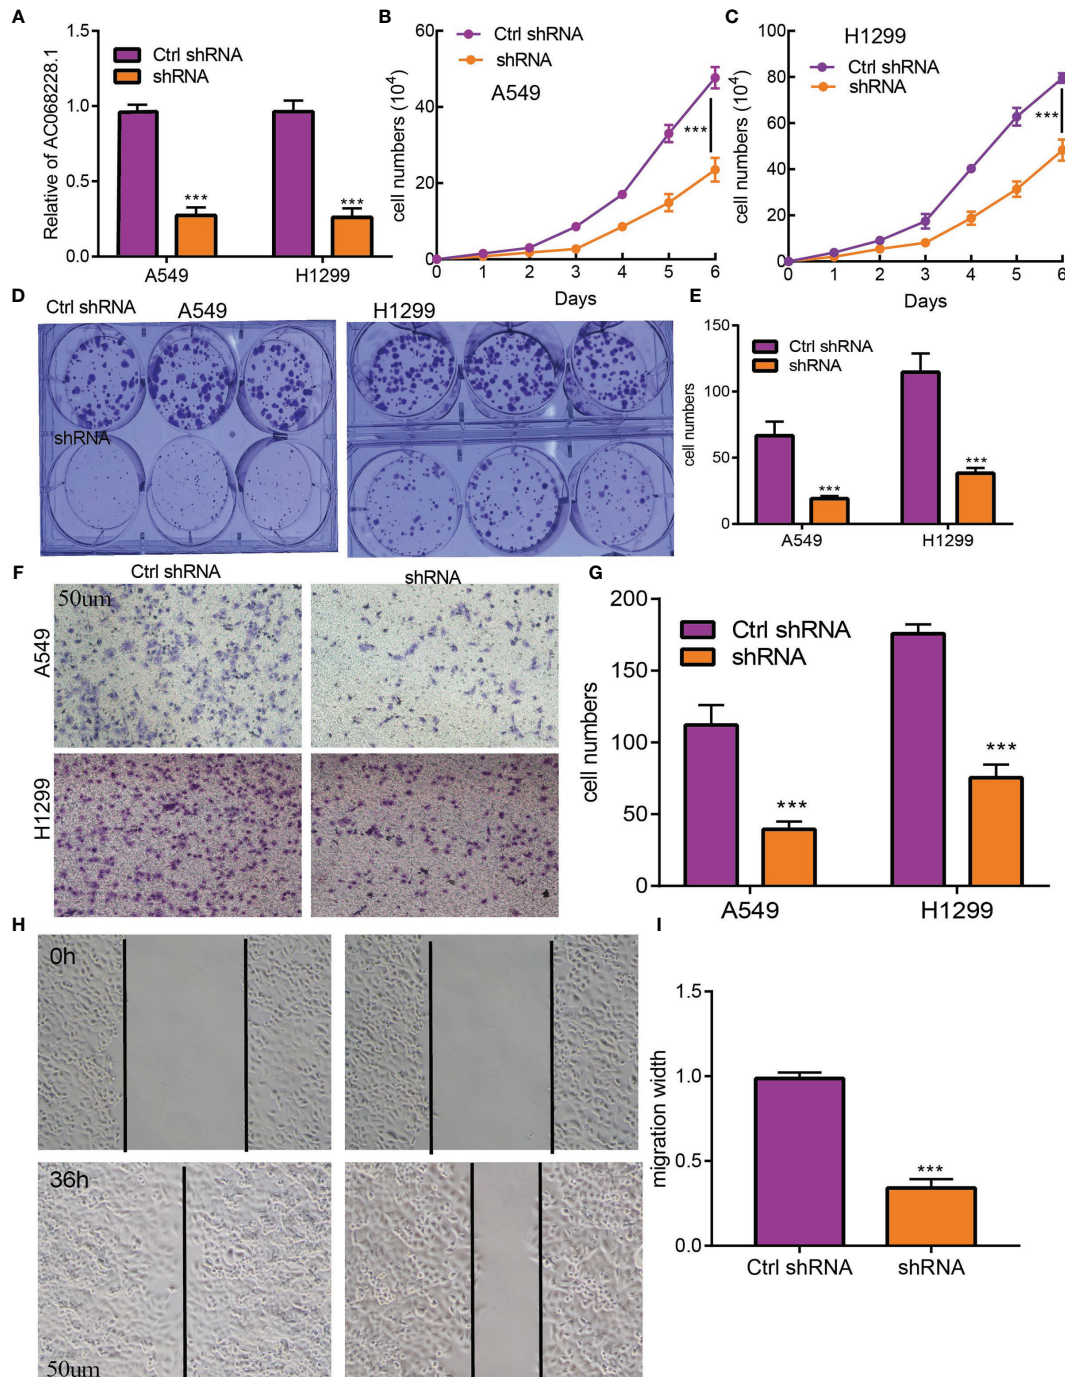 A
Relative of AC068228.1
1.5
1.0
0.5
0.0
Ctrl shRNA
shRNA
***
***
A549
H1299
B
cell numbers (10⁴)
60
40
20
0
Ctrl shRNA
shRNA
A549
***
0 1 2 3 4 5 6
Days
C
cell numbers (10⁴)
100
80
60
40
20
0
H1299
Ctrl shRNA
shRNA
***
0 1 2 3 4 5 6
Days
D
Ctrl shRNA
A549
H1299
shRNA
E
cell numbers
150
100
50
0
Ctrl shRNA
shRNA
***
***
A549
H1299
F
Ctrl shRNA
shRNA
50um
A549
H1299
G
cell numbers
200
150
100
50
0
Ctrl shRNA
shRNA
***
***
A549
H1299
H
0h
36h
50um
I
migration width
1.5
1.0
0.5
0.0
***
Ctrl shRNA
shRNA